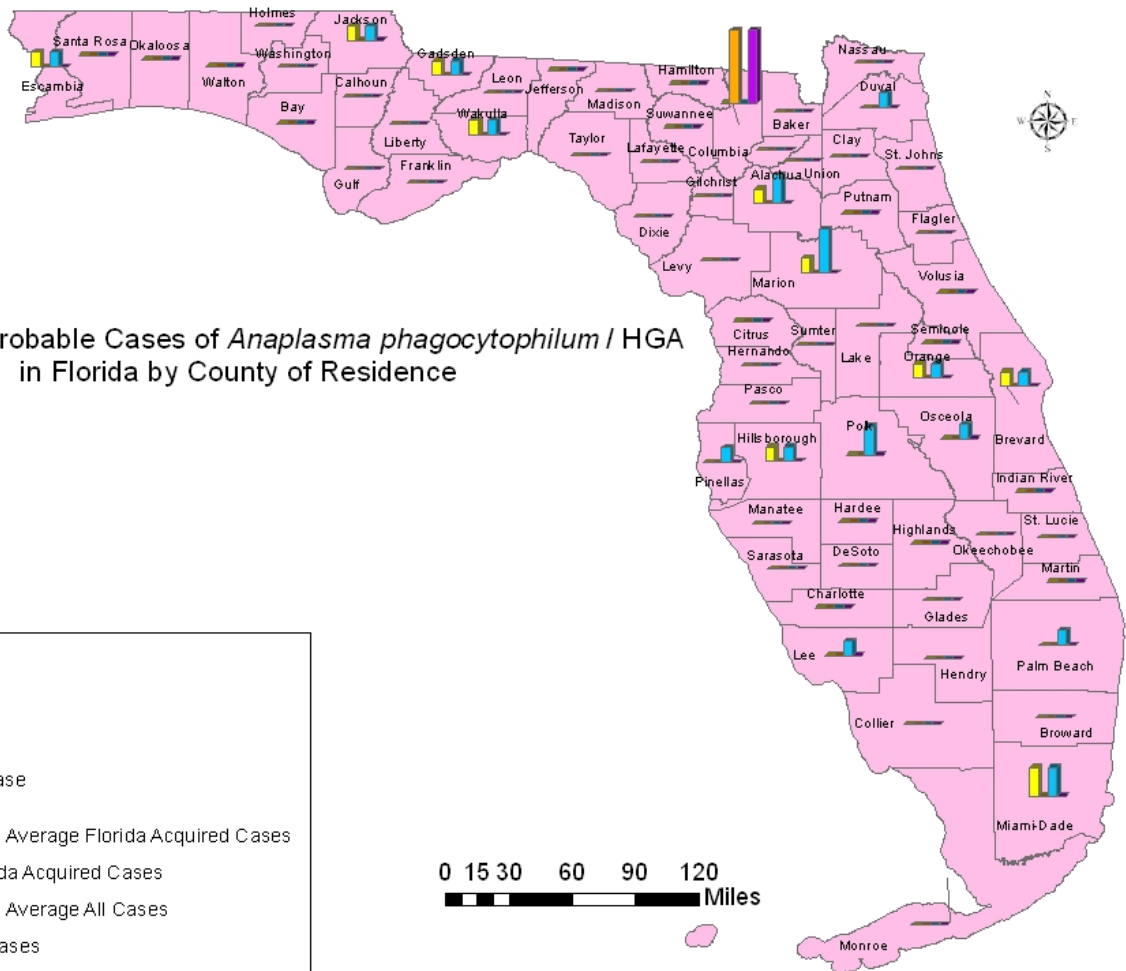 Holmes
Jackson
Santa Rosa
Okaloosa
Washington
Gadsden
Escambia
Walton
Calhoun
Leon
Jefferson
Hamilton
Nassau
Bay
Liberty
Wakulla
Madison
Suwannee
Baker
Duval
Gulf
Franklin
Taylor
Lafayette
Columbia
Clay
St. Johns
Gilchrist
Alachua
Union
Putnam
Dixie
Flagler
Levy
Marion
Volusia
robable Cases of Anaplasma phagocytophilum / HGA
in Florida by County of Residence
Citrus
Sumter
Seminole
Hernando
Lake
Orange
Pasco
Osceola
Hillsborough
Polk
Brevard
Pinellas
Indian River
Manatee
Hardee
Highlands
St. Lucie
Sarasota
DeSoto
Okeechobee
Martin
Charlotte
Glades
Lee
Hendry
Palm Beach
Collier
Broward
Miami-Dade
Monroe
N
W E
S
ase
Average Florida Acquired Cases
da Acquired Cases
Average All Cases
ases
0 15 30 60 90 120
Miles